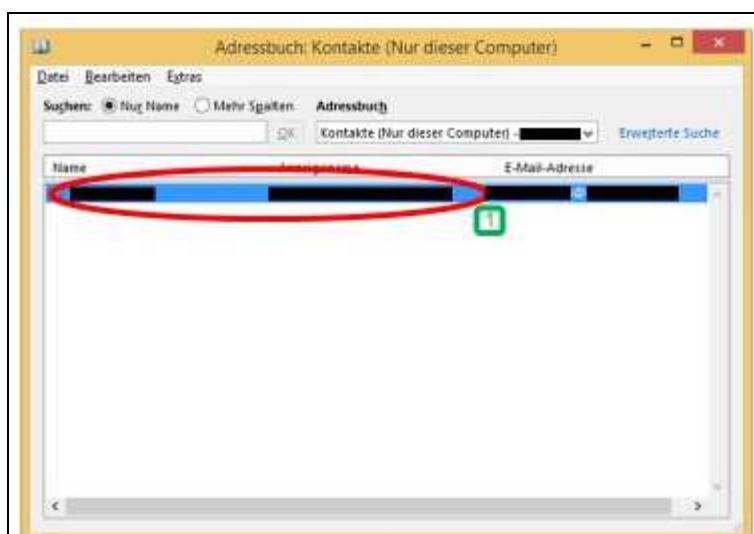 Adressbuch: Kontakte (Nur dieser Computer)
Datei Bearbeiten Extras
Suchen: Nur Name Mehr Spalten Adressbuch
OK Kontakte (Nur dieser Computer) - Erweiterte Suche
Name Anzeigename E-Mail-Adresse
@
1